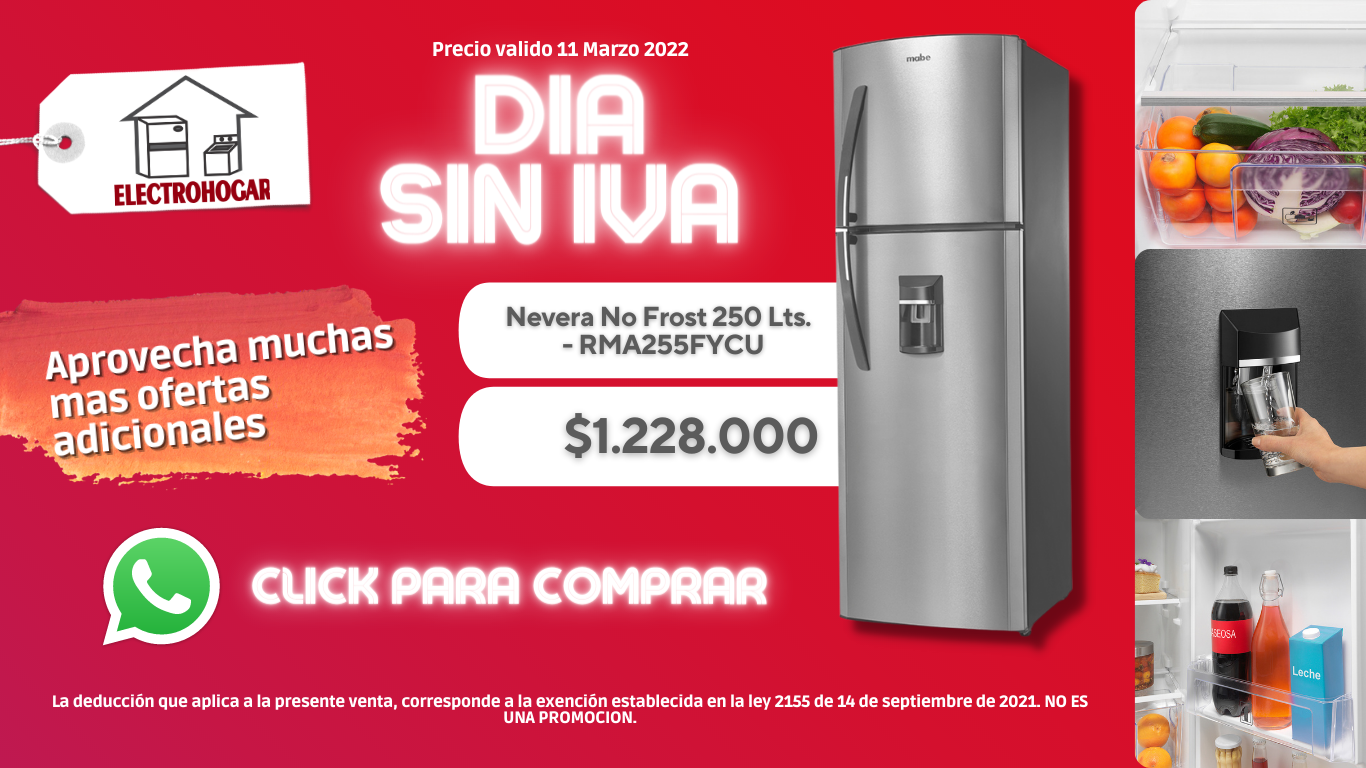 Precio valido 11 Marzo 2022
DIA
SIN IVA
ELECTROHOGAR
mabe
Nevera No Frost 250 Lts.
- RMA255FYCU
$1.228.000
Aprovecha muchas
mas ofertas
adicionales
CLICK PARA COMPRAR
ASEOSA
Leche
La deducción que aplica a la presente venta, corresponde a la exención establecida en la ley 2155 de 14 de septiembre de 2021. NO ES
UNA PROMOCION.